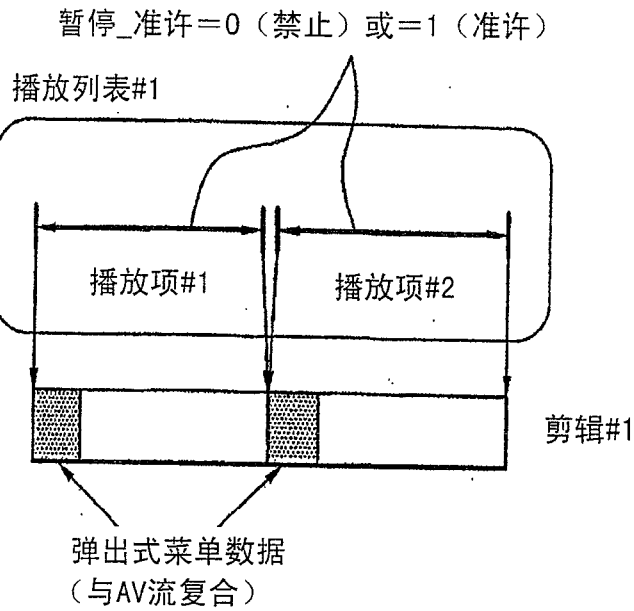 暂停_准许＝0（禁止）或＝1（准许）
播放列表#1
播放项#1
播放项#2
剪辑#1
弹出式菜单数据
（与AV流复合）